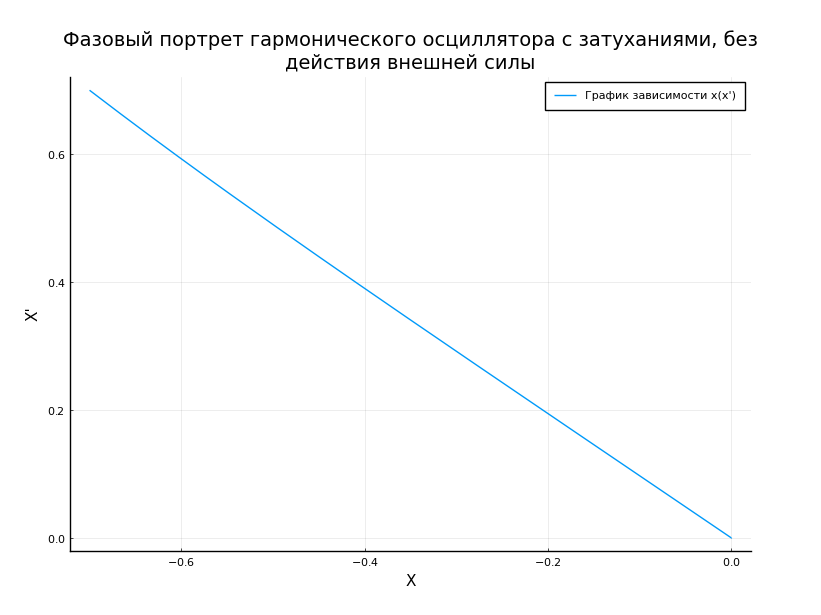 Фазовый портрет гармонического осциллятора с затуханиями, без
действия внешней силы
График зависимости x(x')
0.6
0.4
0.2
0.0
X'
−0.6
−0.4
−0.2
0.0
X